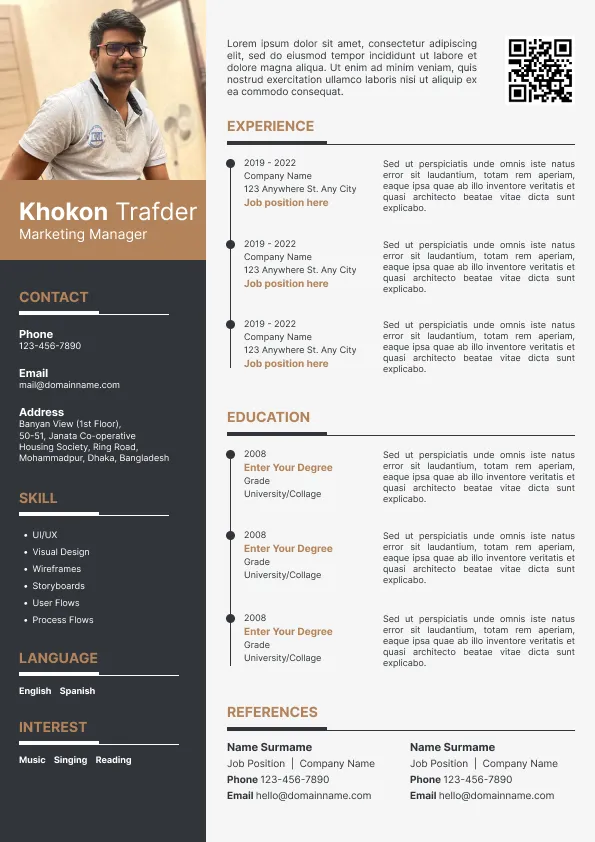 Khokon Trafder
Marketing Manager
CONTACT
Phone
123-456-7890
Email
mail@domainname.com
Address
Banyan View (1st Floor),
50-51, Janata Co-operative
Housing Society, Ring Road,
Mohammadpur, Dhaka, Bangladesh
SKILL
• UI/UX
• Visual Design
• Wireframes
• Storyboards
• User Flows
• Process Flows
LANGUAGE
English Spanish
INTEREST
Music Singing Reading
Lorem ipsum dolor sit amet, consectetur adipiscing
elit, sed do eiusmod tempor incididunt ut labore et
dolore magna aliqua. Ut enim ad minim veniam, quis
nostrud exercitation ullamco laboris nisi ut aliquip ex
ea commodo consequat.
EXPERIENCE
2019 - 2022
Company Name
123 Anywhere St. Any City
Job position here
Sed ut perspiciatis unde omnis iste natus
error sit laudantium, totam rem aperiam,
eaque ipsa quae ab illo inventore veritatis et
quasi architecto beatae vitae dicta sunt
explicabo.
2019 - 2022
Company Name
123 Anywhere St. Any City
Job position here
Sed ut perspiciatis unde omnis iste natus
error sit laudantium, totam rem aperiam,
eaque ipsa quae ab illo inventore veritatis et
quasi architecto beatae vitae dicta sunt
explicabo.
2019 - 2022
Company Name
123 Anywhere St. Any City
Job position here
Sed ut perspiciatis unde omnis iste natus
error sit laudantium, totam rem aperiam,
eaque ipsa quae ab illo inventore veritatis et
quasi architecto beatae vitae dicta sunt
explicabo.
EDUCATION
2008
Enter Your Degree
Grade
University/Collage
Sed ut perspiciatis unde omnis iste natus
error sit laudantium, totam rem aperiam,
eaque ipsa quae ab illo inventore veritatis et
quasi architecto beatae vitae dicta sunt
explicabo.
2008
Enter Your Degree
Grade
University/Collage
Sed ut perspiciatis unde omnis iste natus
error sit laudantium, totam rem aperiam,
eaque ipsa quae ab illo inventore veritatis et
quasi architecto beatae vitae dicta sunt
explicabo.
2008
Enter Your Degree
Grade
University/Collage
Sed ut perspiciatis unde omnis iste natus
error sit laudantium, totam rem aperiam,
eaque ipsa quae ab illo inventore veritatis et
quasi architecto beatae vitae dicta sunt
explicabo.
REFERENCES
Name Surname
Job Position | Company Name
Phone 123-456-7890
Email hello@domainname.com
Name Surname
Job Position | Company Name
Phone 123-456-7890
Email hello@domainname.com